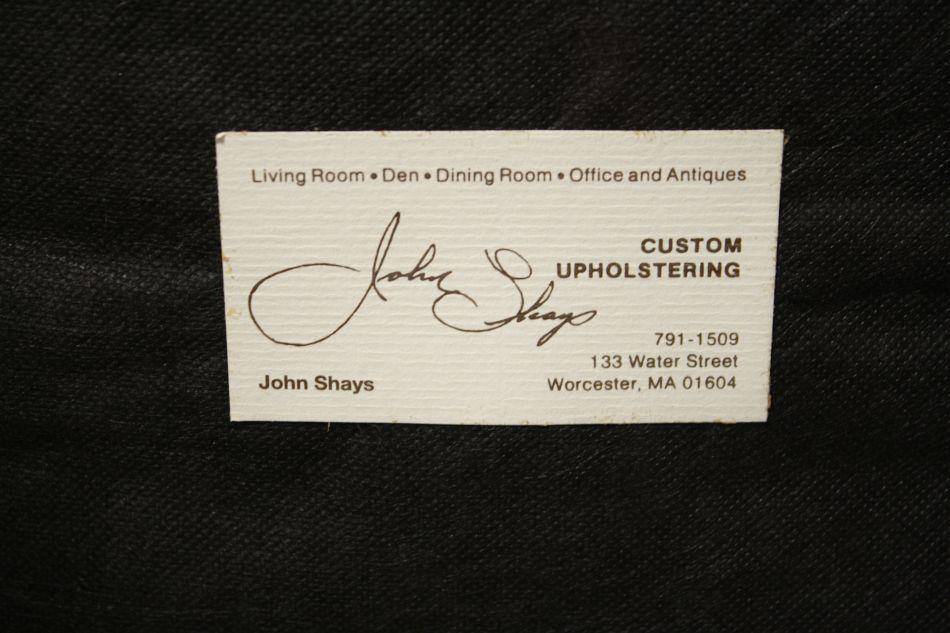 Living Room • Den • Dining Room • Office and Antiques
John Shays
CUSTOM
UPHOLSTERING
791-1509
133 Water Street
Worcester, MA 01604
John Shays